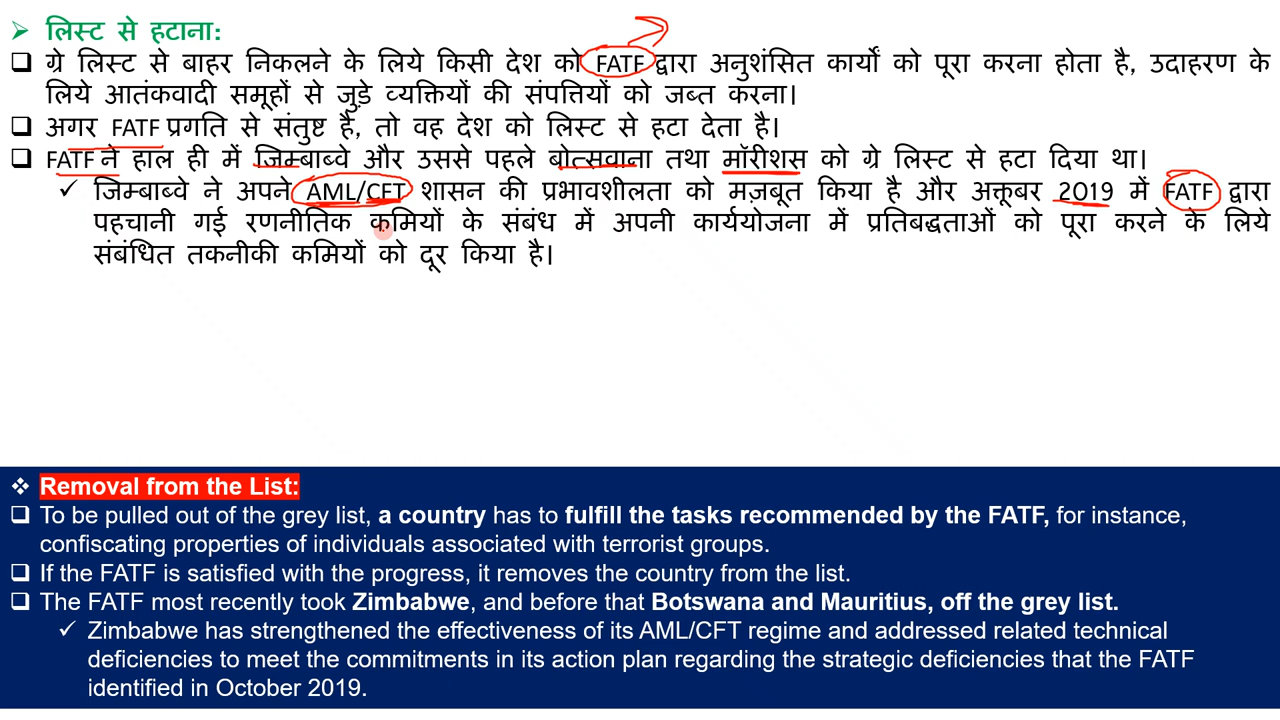 ➢ लिस्ट से हटाना:
❑ ग्रे लिस्ट से बाहर निकलने के लिये किसी देश को FATF द्वारा अनुशंसित कार्यों को पूरा करना होता है, उदाहरण के
लिये आतंकवादी समूहों से जुड़े व्यक्तियों की संपत्तियों को जब्त करना।
❑ अगर FATF प्रगति से संतुष्ट है, तो वह देश को लिस्ट से हटा देता है।
❑ FATF ने हाल ही में जिम्बाब्वे और उससे पहले बोत्सवाना तथा मॉरीशस को ग्रे लिस्ट से हटा दिया था।
✓ जिम्बाब्वे ने अपने AML/CFT शासन की प्रभावशीलता को मज़बूत किया है और अक्तूबर 2019 में FATF द्वारा
पहचानी गई रणनीतिक कमियों के संबंध में अपनी कार्ययोजना में प्रतिबद्धताओं को पूरा करने के लिये
संबंधित तकनीकी कमियों को दूर किया है।
❖ Removal from the List:
❑ To be pulled out of the grey list, a country has to fulfill the tasks recommended by the FATF, for instance,
confiscating properties of individuals associated with terrorist groups.
❑ If the FATF is satisfied with the progress, it removes the country from the list.
❑ The FATF most recently took Zimbabwe, and before that Botswana and Mauritius, off the grey list.
✓ Zimbabwe has strengthened the effectiveness of its AML/CFT regime and addressed related technical
deficiencies to meet the commitments in its action plan regarding the strategic deficiencies that the FATF
identified in October 2019.